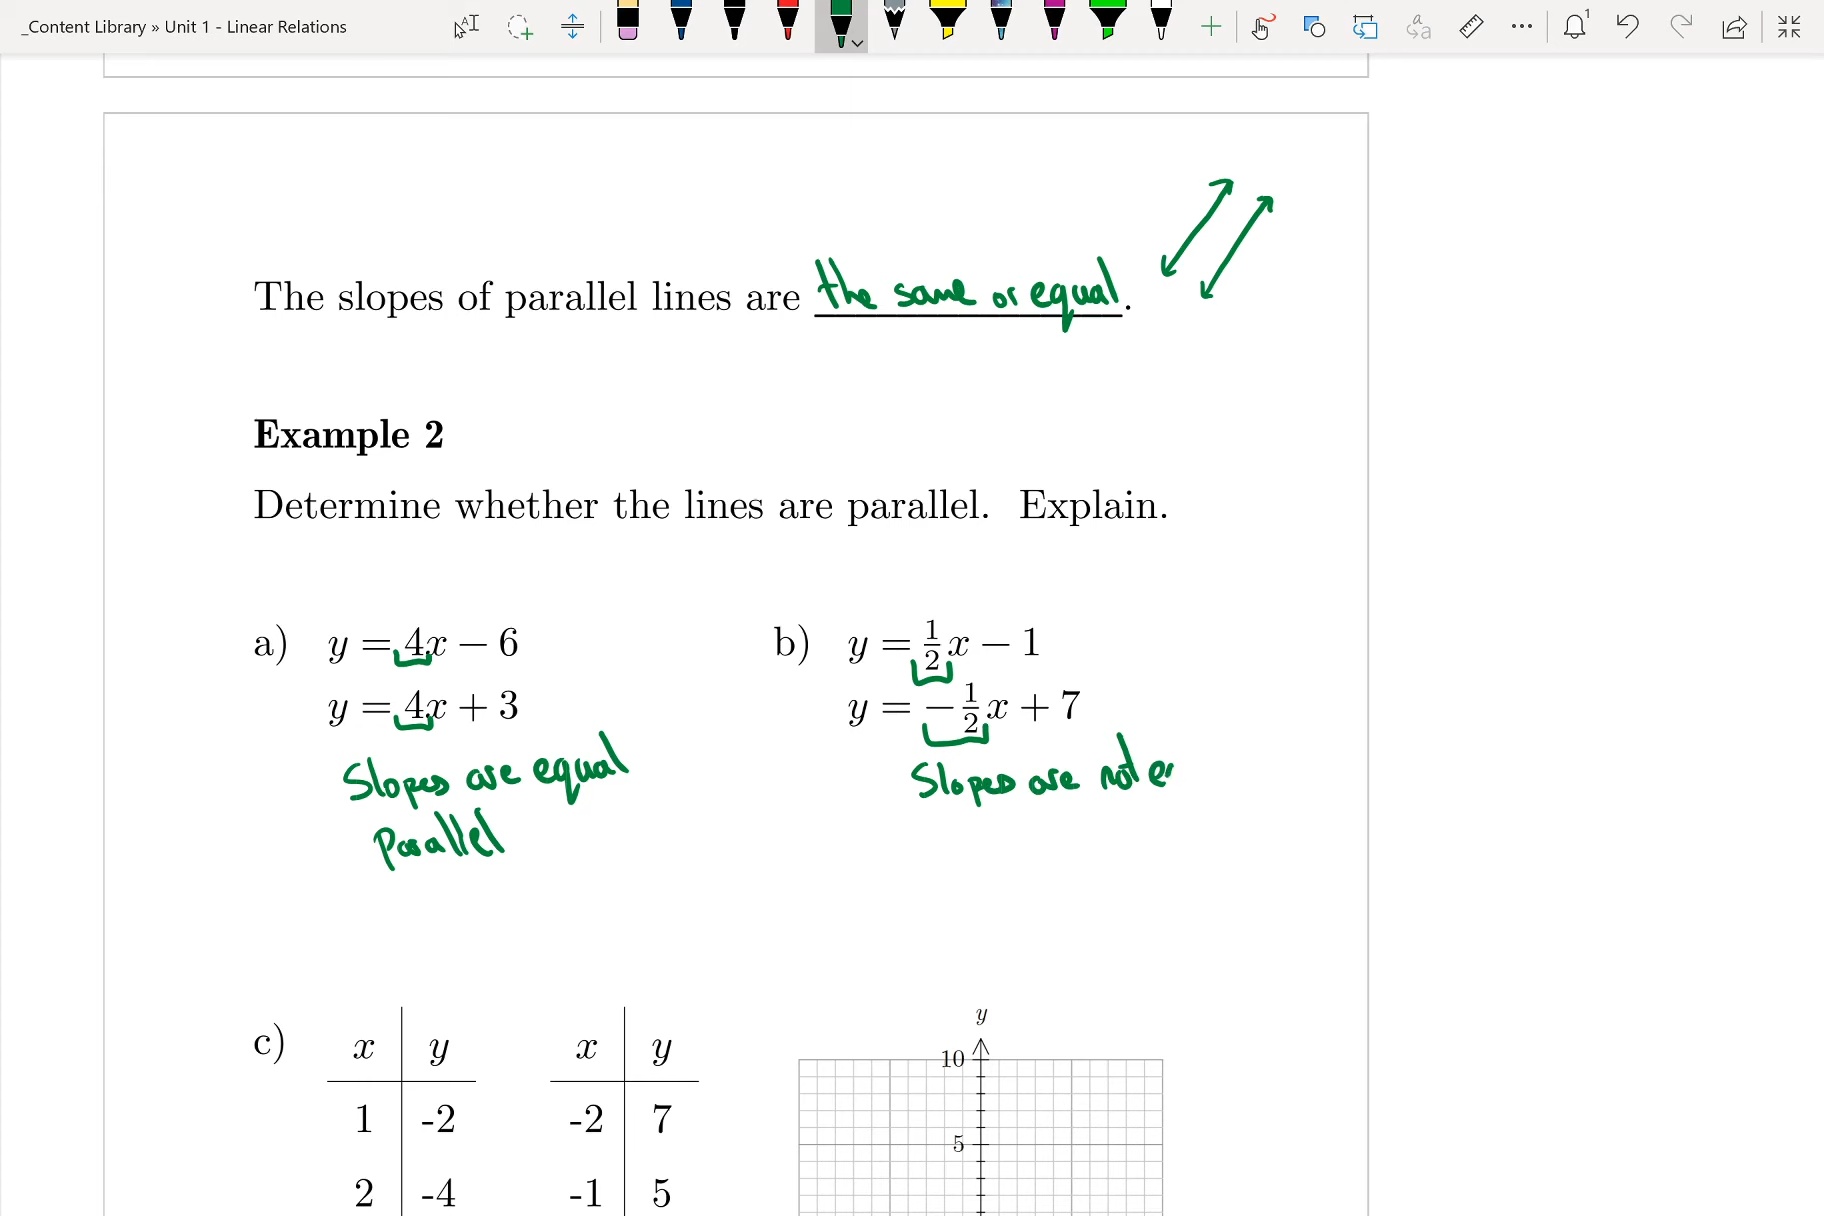 _Content Library » Unit 1 - Linear Relations
The slopes of parallel lines are the same or equal.
Example 2
Determine whether the lines are parallel. Explain.
a) y = 4x − 6
y = 4x + 3
Slopes are equal
Parallel
b) y = 1/2 x − 1
y = −1/2 x + 7
Slopes are not e
c) x y x y
1 -2 -2 7
2 -4 -1 5
y
10
5